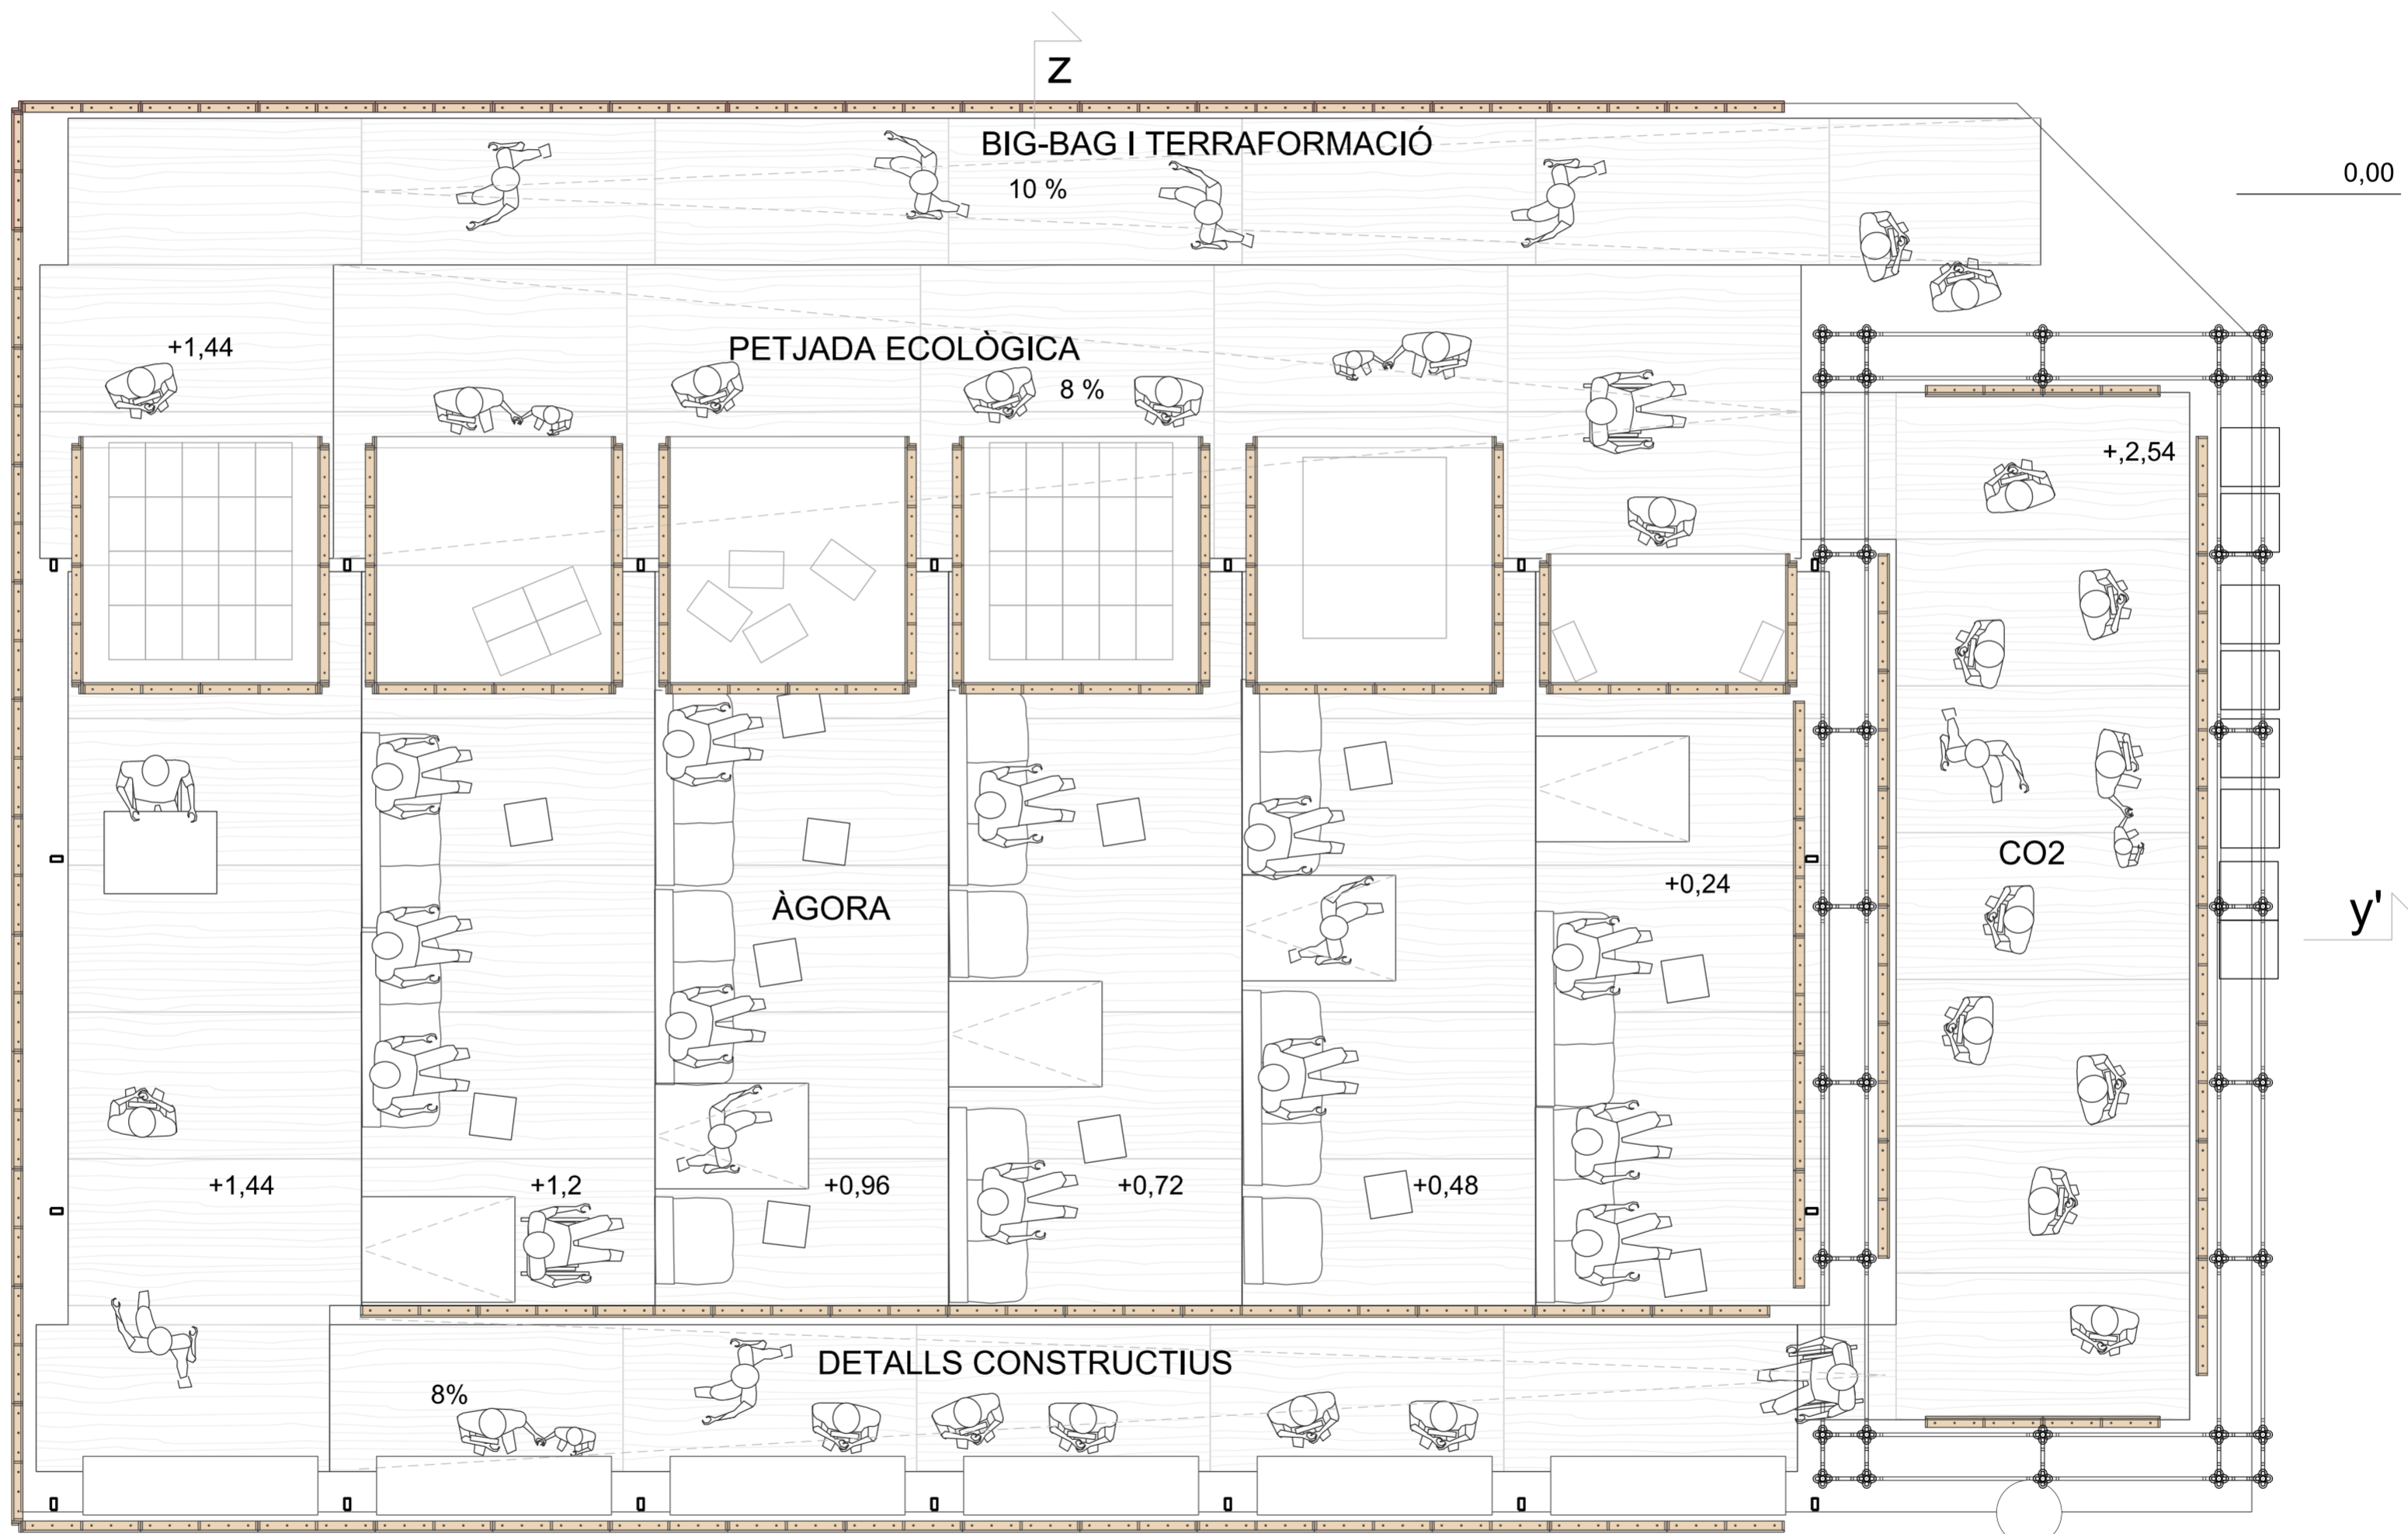 z
BIG-BAG I TERRAFORMACIÓ
10 %
0,00
+1,44
PETJADA ECOLÒGICA
8 %
+,2,54
CO2
+0,24
ÀGORA
y'
+1,44
+1,2
+0,96
+0,72
+0,48
DETALLS CONSTRUCTIUS
8%